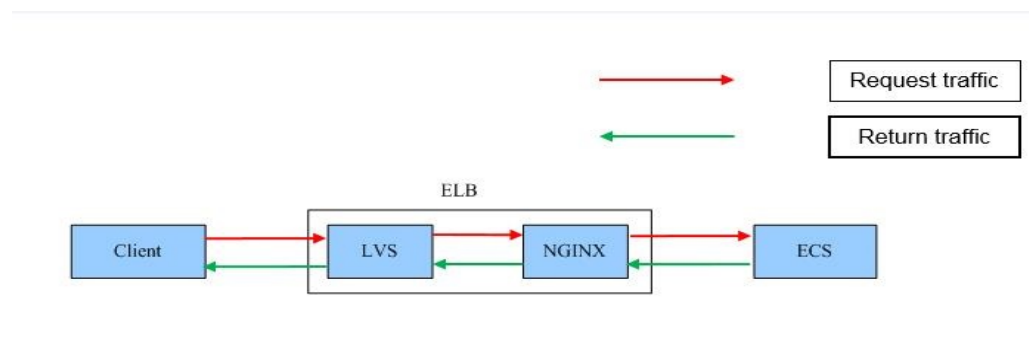 Request traffic
Return traffic
ELB
Client
LVS
NGINX
ECS